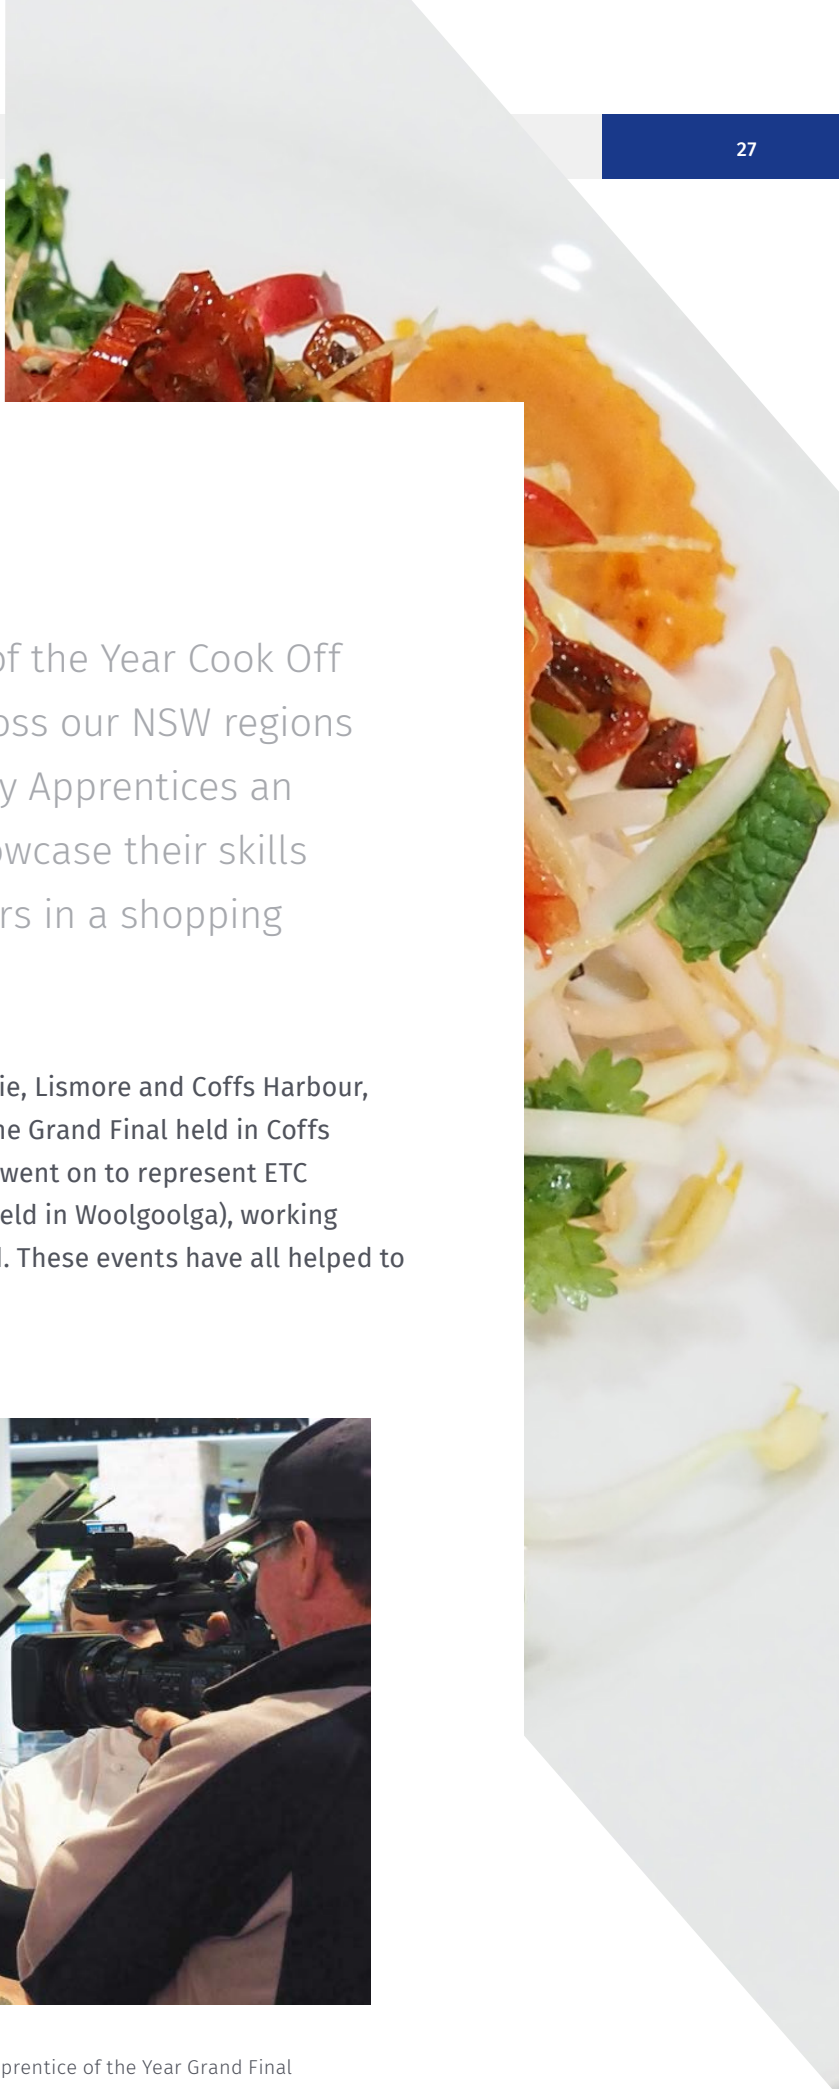 27
of the Year Cook Off
oss our NSW regions
y Apprentices an
owcase their skills
rs in a shopping
ie, Lismore and Coffs Harbour,
he Grand Final held in Coffs
went on to represent ETC
eld in Woolgoolga), working
. These events have all helped to
prentice of the Year Grand Final